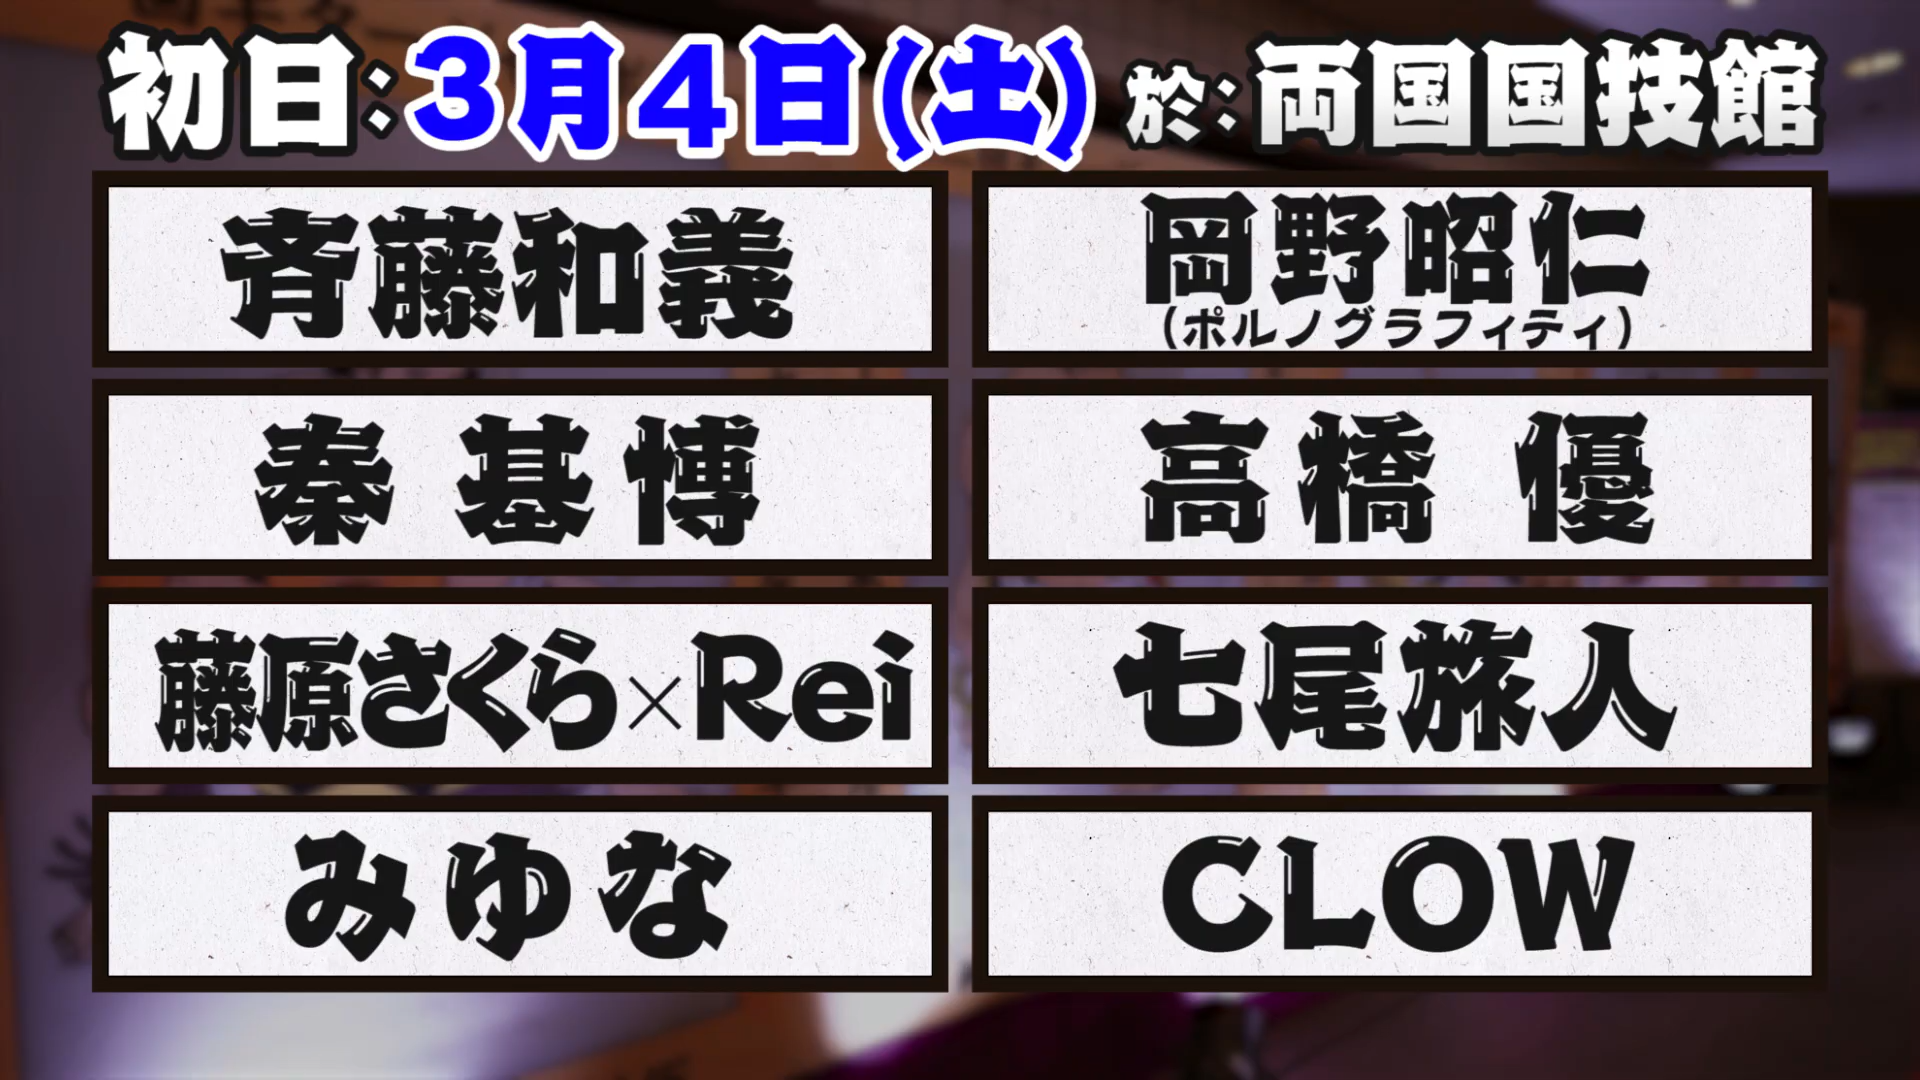 初日:3月4日(土) 於:両国国技館
斉藤和義
岡野昭仁
(ポルノグラフィティ)
秦 基博
高橋 優
藤原さくら×Rei
七尾旅人
みゆな
CLOW